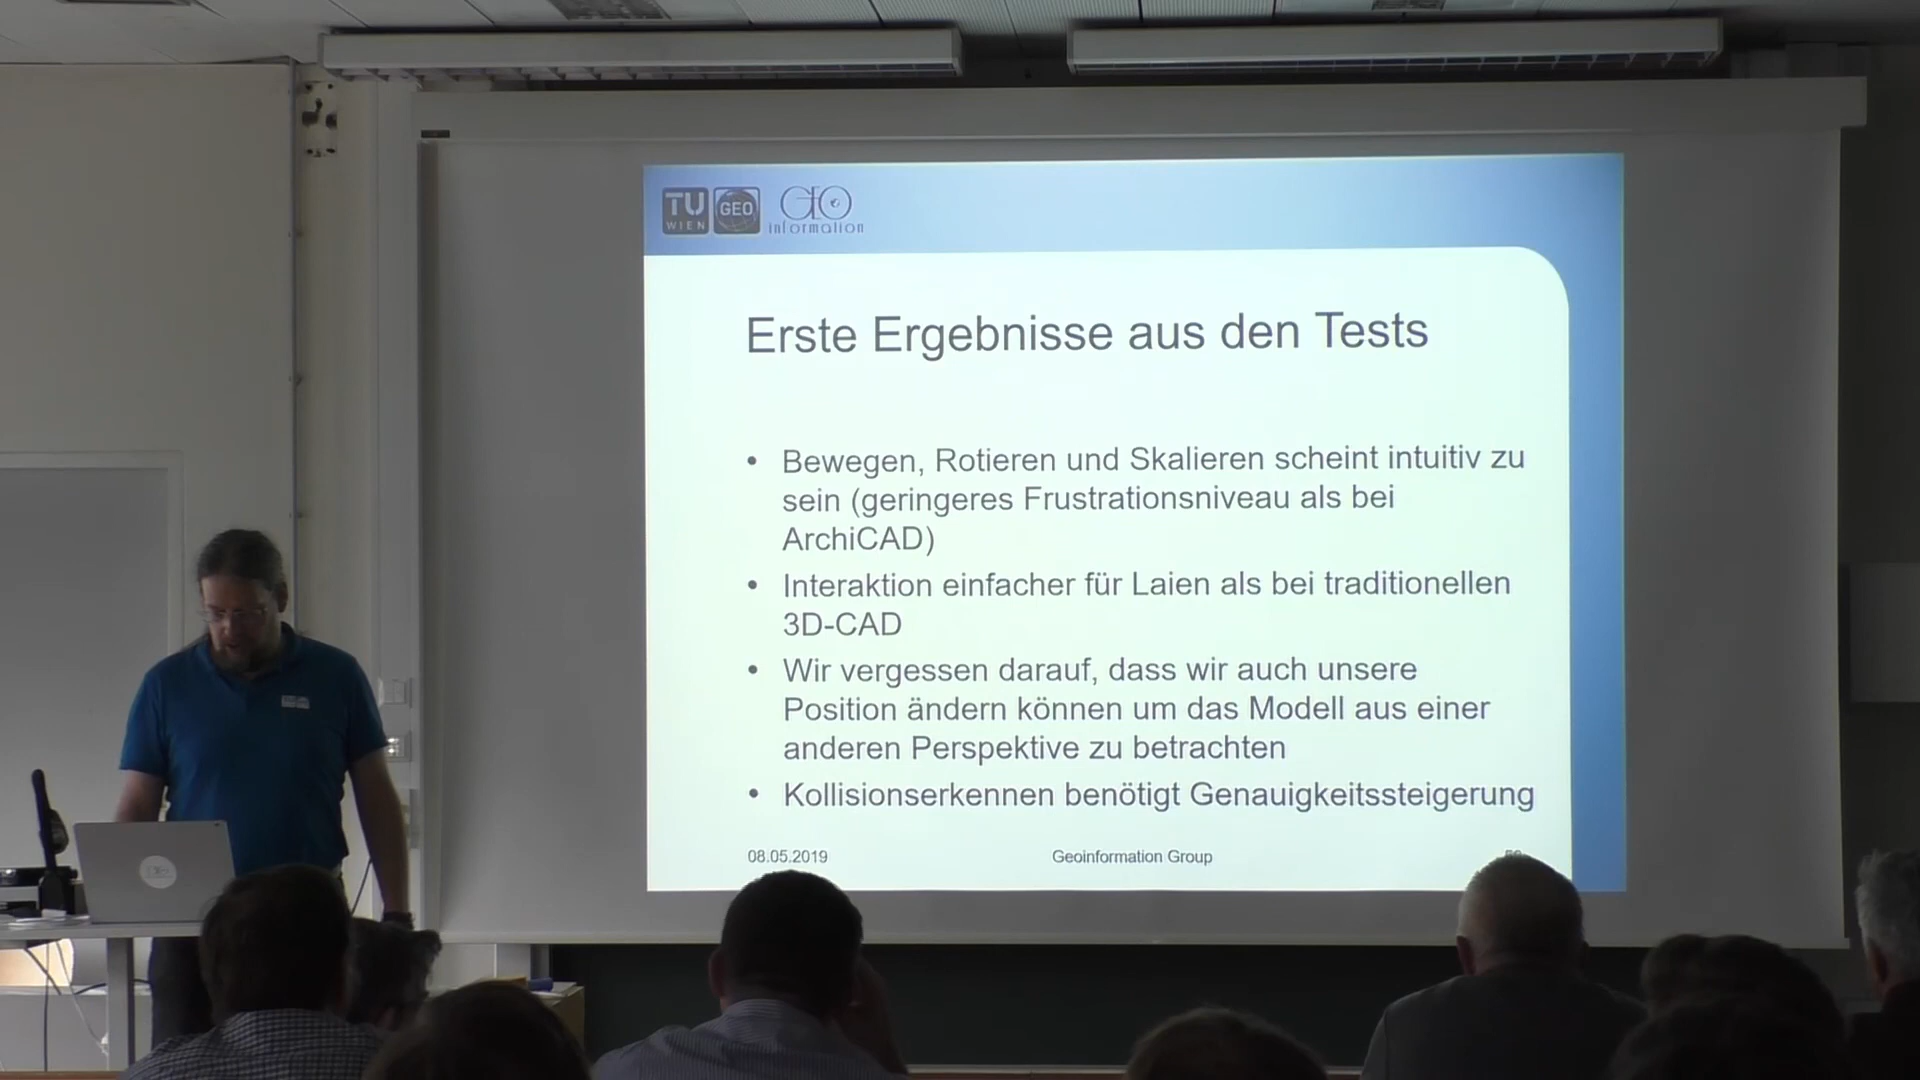 TU
WIEN
GEO
GEO
information
Erste Ergebnisse aus den Tests
• Bewegen, Rotieren und Skalieren scheint intuitiv zu
sein (geringeres Frustrationsniveau als bei
ArchiCAD)
• Interaktion einfacher für Laien als bei traditionellen
3D-CAD
• Wir vergessen darauf, dass wir auch unsere
Position ändern können um das Modell aus einer
anderen Perspektive zu betrachten
• Kollisionserkennen benötigt Genauigkeitssteigerung
08.05.2019
Geoinformation Group